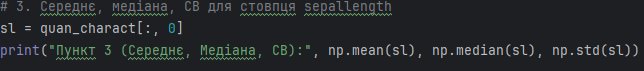 # 3. Середнє, медіана, СВ для стовпця sepallength
sl = quan_charact[:, 0]
print("Пункт 3 (Середнє, Медіана, СВ):", np.mean(sl), np.median(sl), np.std(sl))